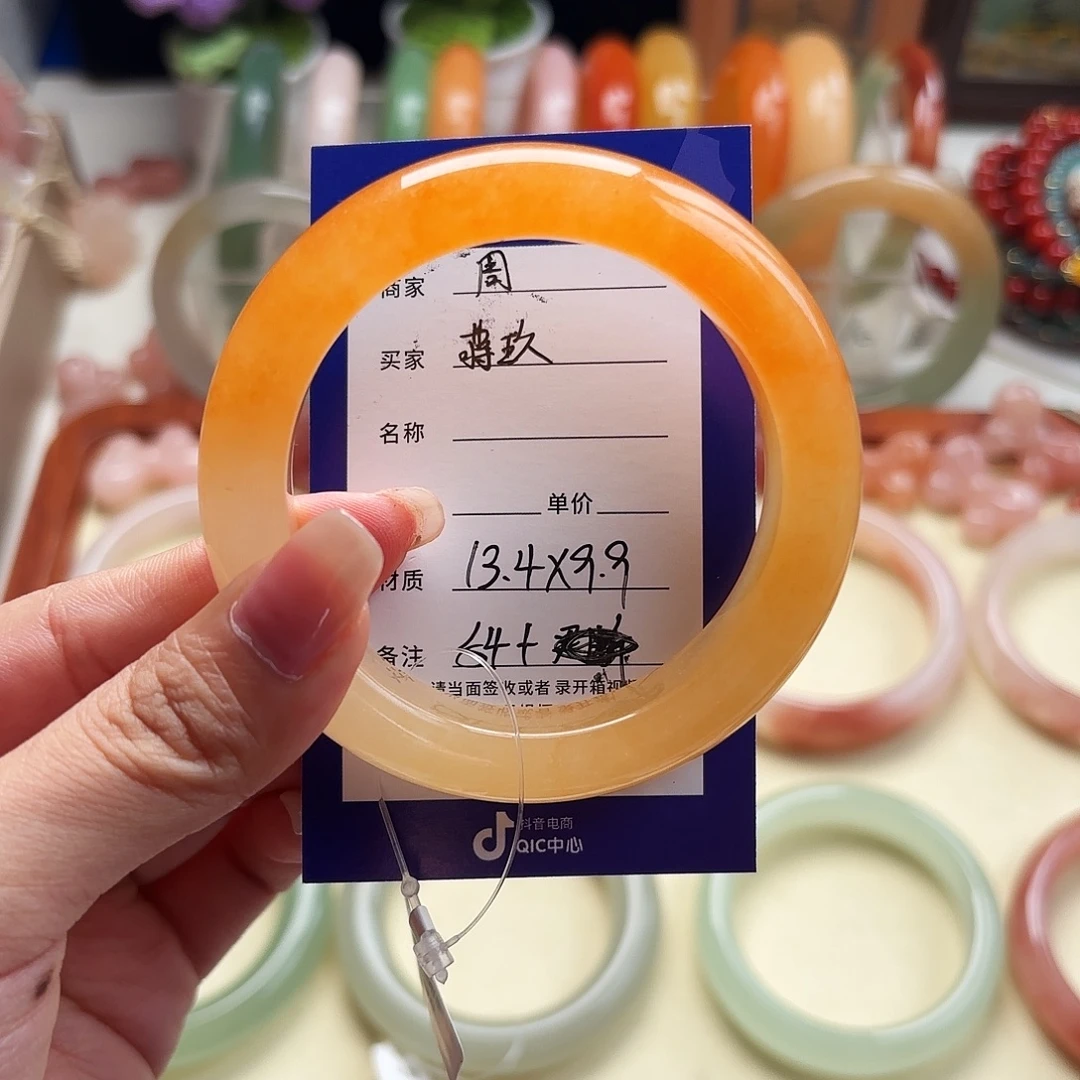 商家 周
买家 蒋玖
名称
单价
材质 13.4X9.9
备注 64+
请当面签收或者 录开箱视
抖音电商
QIC中心